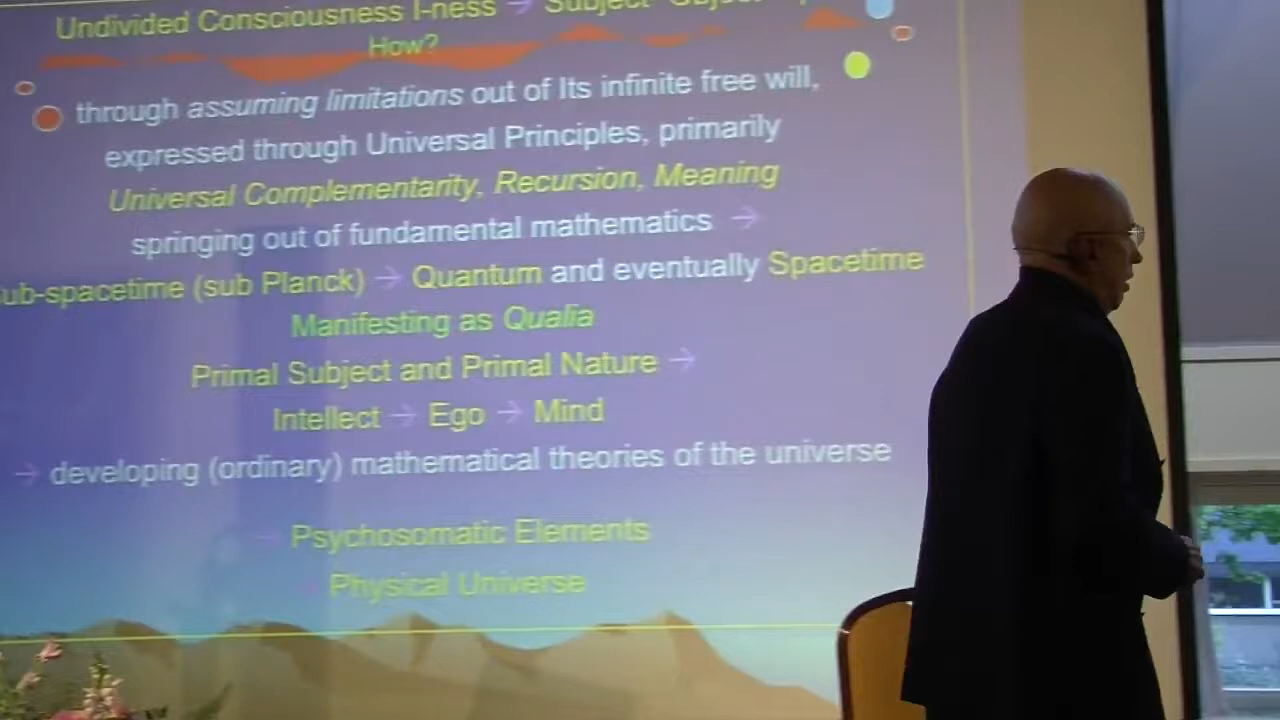 Undivided Consciousness I-ness → Subject- Object
How?
through assuming limitations out of Its infinite free will,
expressed through Universal Principles, primarily
Universal Complementarity, Recursion, Meaning
springing out of fundamental mathematics →
ub-spacetime (sub Planck) → Quantum and eventually Spacetime
Manifesting as Qualia
Primal Subject and Primal Nature →
Intellect → Ego → Mind
→ developing (ordinary) mathematical theories of the universe
→ Psychosomatic Elements
→ Physical Universe